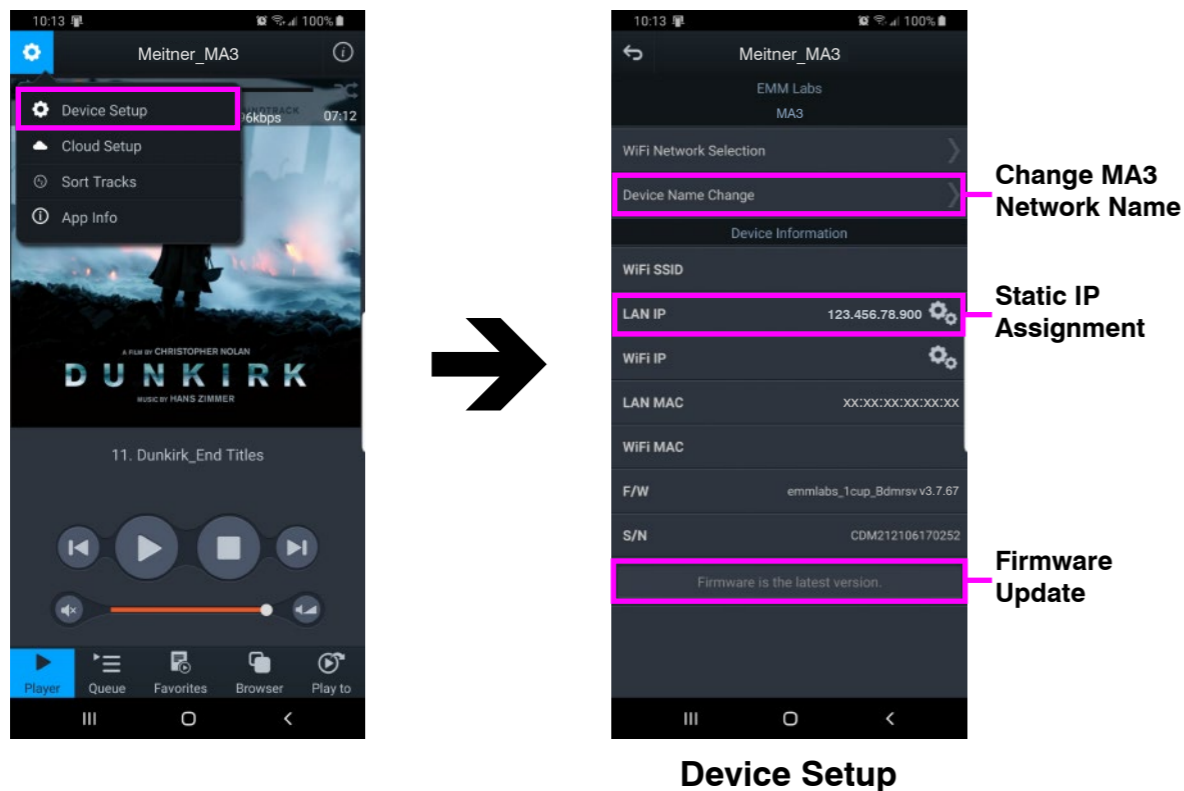 10:13
100%
Meitner_MA3
Device Setup
96kbps
07:12
Cloud Setup
Sort Tracks
App Info
A FILM BY CHRISTOPHER NOLAN
DUNKIRK
MUSIC BY HANS ZIMMER
11. Dunkirk_End Titles
Player Queue Favorites Browser Play to
10:13
100%
Meitner_MA3
EMM Labs
MA3
WiFi Network Selection
Device Name Change
Device Information
WiFi SSID
LAN IP 123.456.78.900
WiFi IP
LAN MAC xx:xx:xx:xx:xx:xx
WiFi MAC
F/W emmlabs_1cup_Bdmrsv v3.7.67
S/N CDM212106170252
Firmware is the latest version.
Change MA3
Network Name
Static IP
Assignment
Firmware
Update
Device Setup